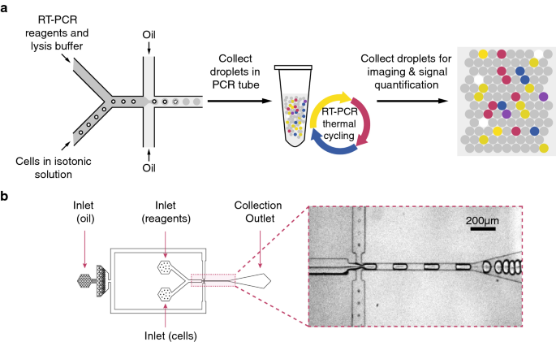 a
RT-PCR
reagents and
lysis buffer
Oil
Cells in isotonic
solution
Oil
Collect
droplets in
PCR tube
RT-PCR
thermal
cycling
Collect droplets for
imaging & signal
quantification
b
Inlet
(oil)
Inlet
(reagents)
Collection
Outlet
Inlet (cells)
200µm